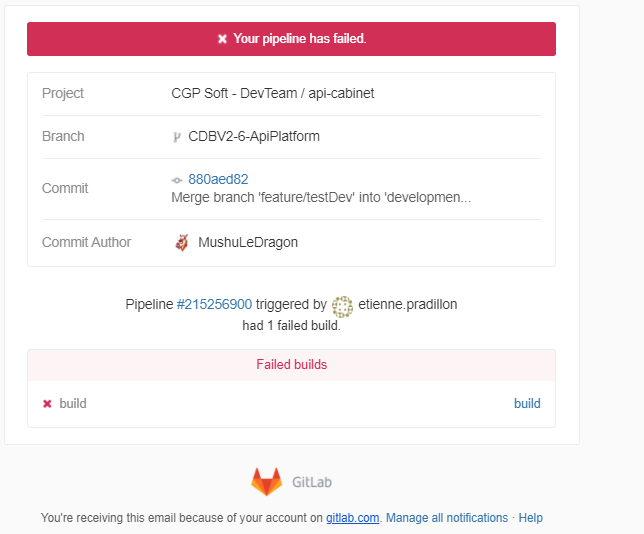 Your pipeline has failed.
Project CGP Soft - DevTeam / api-cabinet
Branch CDBV2-6-ApiPlatform
Commit 880aed82
Merge branch 'feature/testDev' into 'developmen...
Commit Author MushuLeDragon
Pipeline #215256900 triggered by etienne.pradillon
had 1 failed build.
Failed builds
build build
GitLab
You're receiving this email because of your account on gitlab.com. Manage all notifications · Help